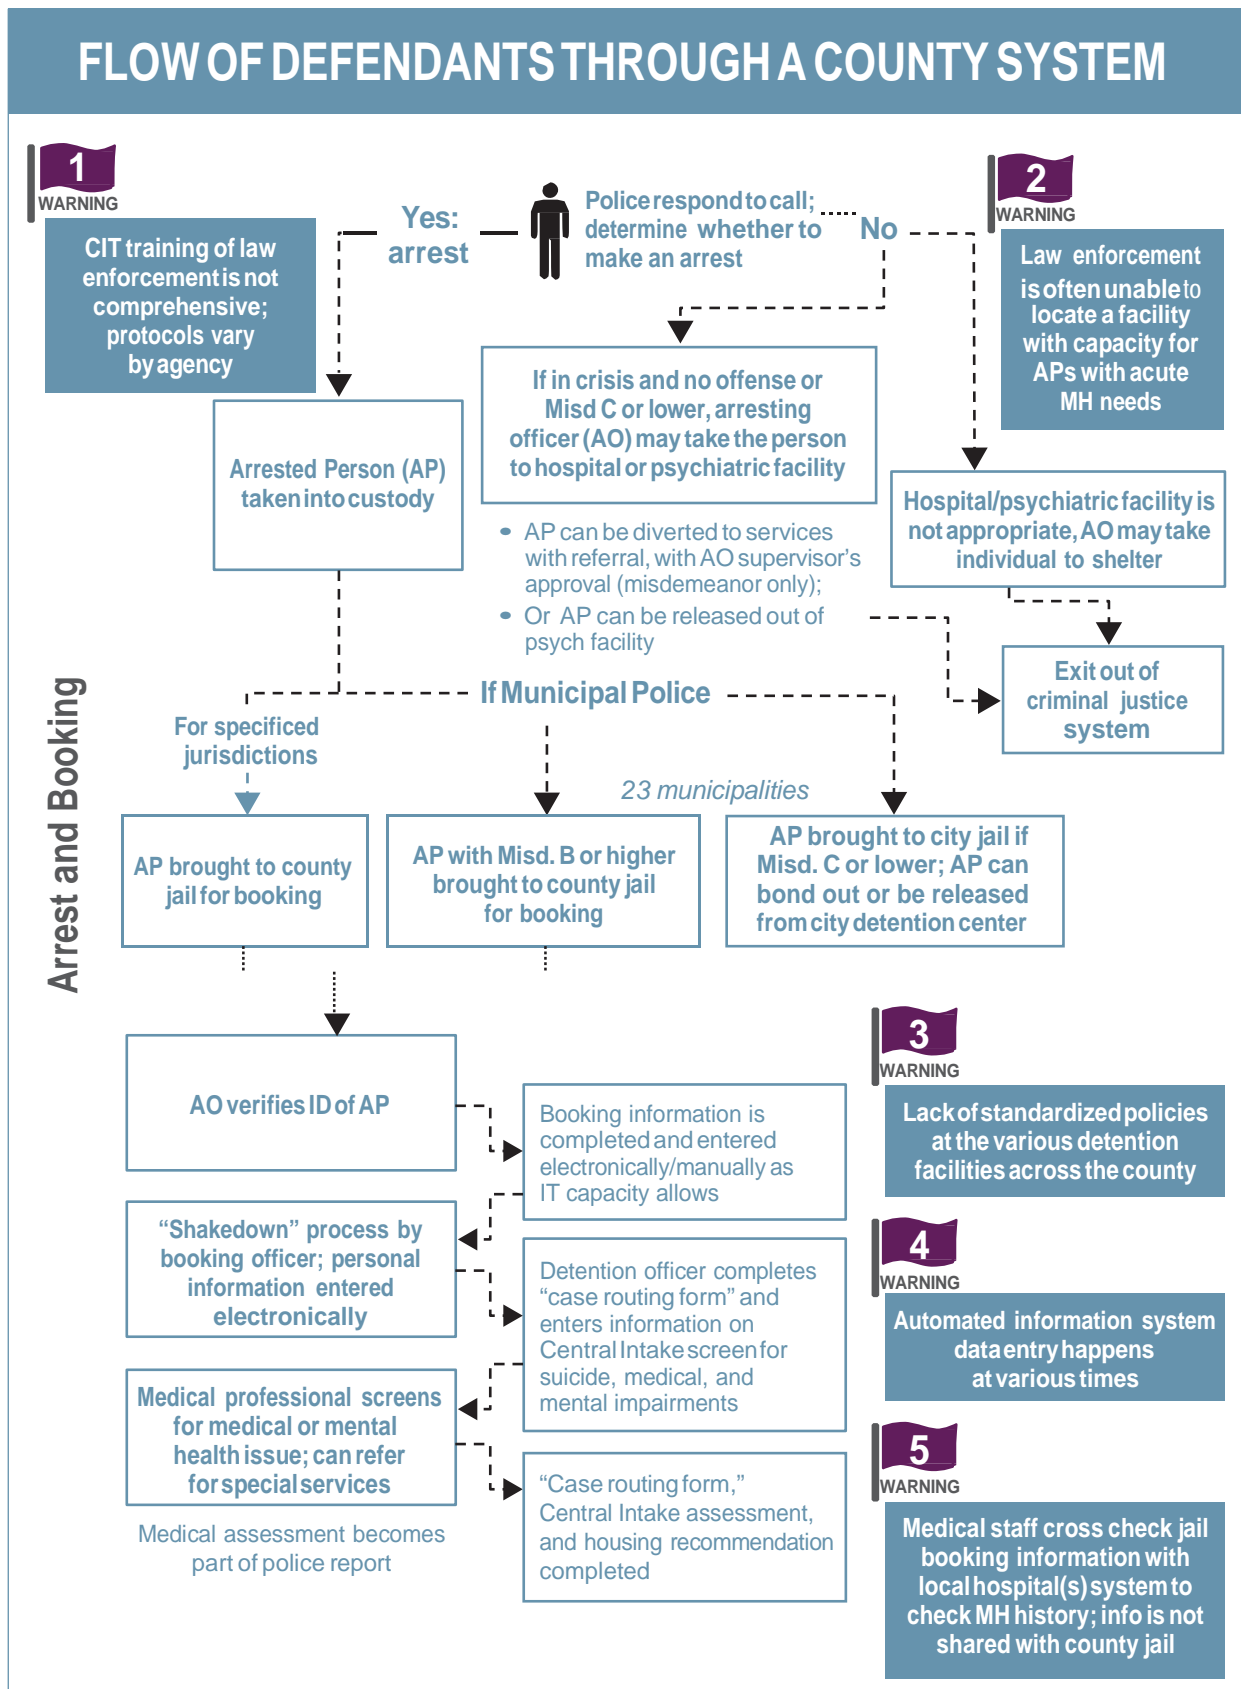 FLOW OF DEFENDANTS THROUGH A COUNTY SYSTEM
1
WARNING
CIT training of law
enforcement is not
comprehensive;
protocols vary
by agency
Yes:
arrest
Police respond to call;
determine whether to
make an arrest
No
2
WARNING
Law enforcement
is often unable to
locate a facility
with capacity for
APs with acute
MH needs
Arrested Person (AP)
taken into custody
If in crisis and no offense or
Misd C or lower, arresting
officer (AO) may take the person
to hospital or psychiatric facility
• AP can be diverted to services
with referral, with AO supervisor's
approval (misdemeanor only);
• Or AP can be released out of
psych facility
Hospital/psychiatric facility is
not appropriate, AO may take
individual to shelter
Exit out of
criminal justice
system
Arrest and Booking
If Municipal Police
For specificed
jurisdictions
23 municipalities
AP brought to county
jail for booking
AP with Misd. B or higher
brought to county jail
for booking
AP brought to city jail if
Misd. C or lower; AP can
bond out or be released
from city detention center
AO verifies ID of AP
Booking information is
completed and entered
electronically/manually as
IT capacity allows
"Shakedown" process by
booking officer; personal
information entered
electronically
Detention officer completes
"case routing form" and
enters information on
Central Intake screen for
suicide, medical, and
mental impairments
Medical professional screens
for medical or mental
health issue; can refer
for special services
Medical assessment becomes
part of police report
"Case routing form,"
Central Intake assessment,
and housing recommendation
completed
3
WARNING
Lack of standardized policies
at the various detention
facilities across the county
4
WARNING
Automated information system
data entry happens
at various times
5
WARNING
Medical staff cross check jail
booking information with
local hospital(s) system to
check MH history; info is not
shared with county jail